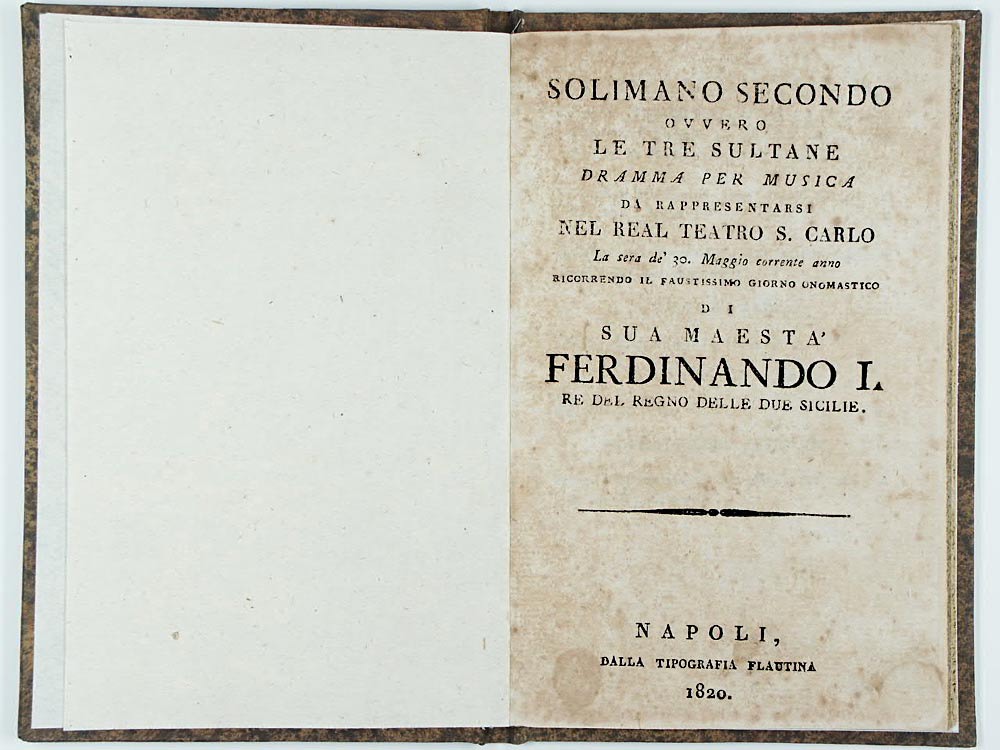 SOLIMANO SECONDO
OVVERO
LE TRE SULTANE
DRAMMA PER MUSICA
DA RAPPRESENTARSI
NEL REAL TEATRO S. CARLO
La sera de' 30. Maggio corrente anno
RICORRENDO IL FAUSTISSIMO GIORNO ONOMASTICO
DI
SUA MAESTA'
FERDINANDO I.
RE DEL REGNO DELLE DUE SICILIE.
NAPOLI,
DALLA TIPOGRAFIA FLAUTINA
1820.